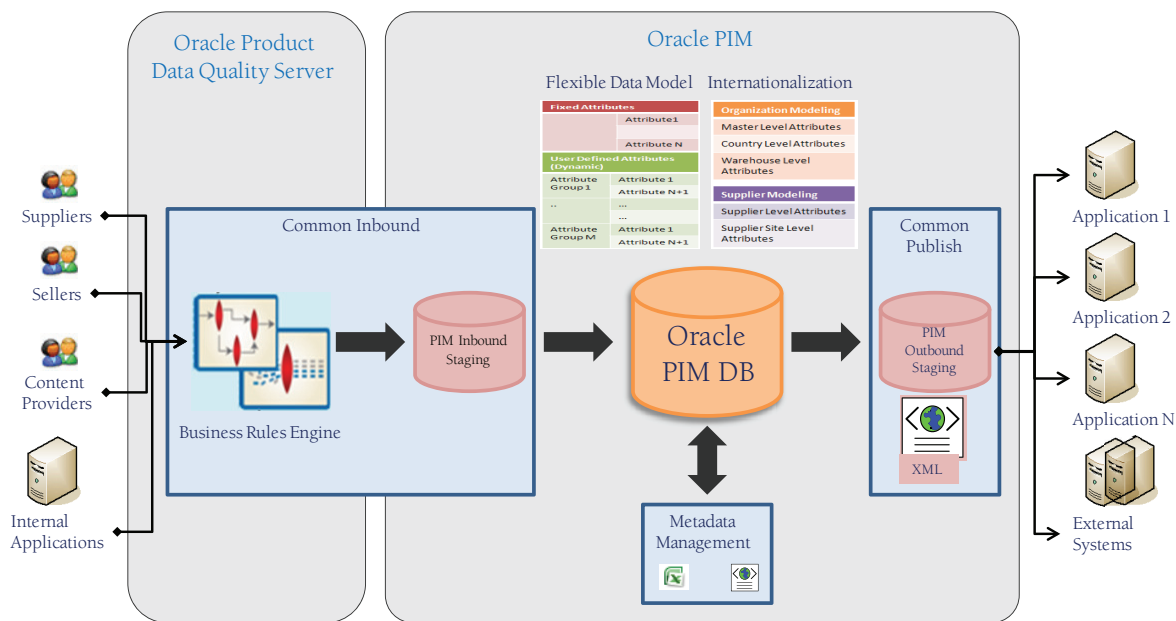 Oracle Product
Data Quality Server
Oracle PIM
Flexible Data Model
Internationalization
Fixed Attributes
Attribute1
Attribute N
User Defined Attributes
(Dynamic)
Attribute
Group 1
Attribute 1
Attribute N+1
..
...
...
Attribute
Group M
Attribute 1
Attribute N+1
Organization Modeling
Master Level Attributes
Country Level Attributes
Warehouse Level
Attributes
Supplier Modeling
Supplier Level Attributes
Supplier Site Level
Attributes
Suppliers
Sellers
Content
Providers
Internal
Applications
Common Inbound
Business Rules Engine
PIM Inbound
Staging
Oracle
PIM DB
Metadata
Management
Common
Publish
PIM
Outbound
Staging
XML
Application 1
Application 2
Application N
External
Systems